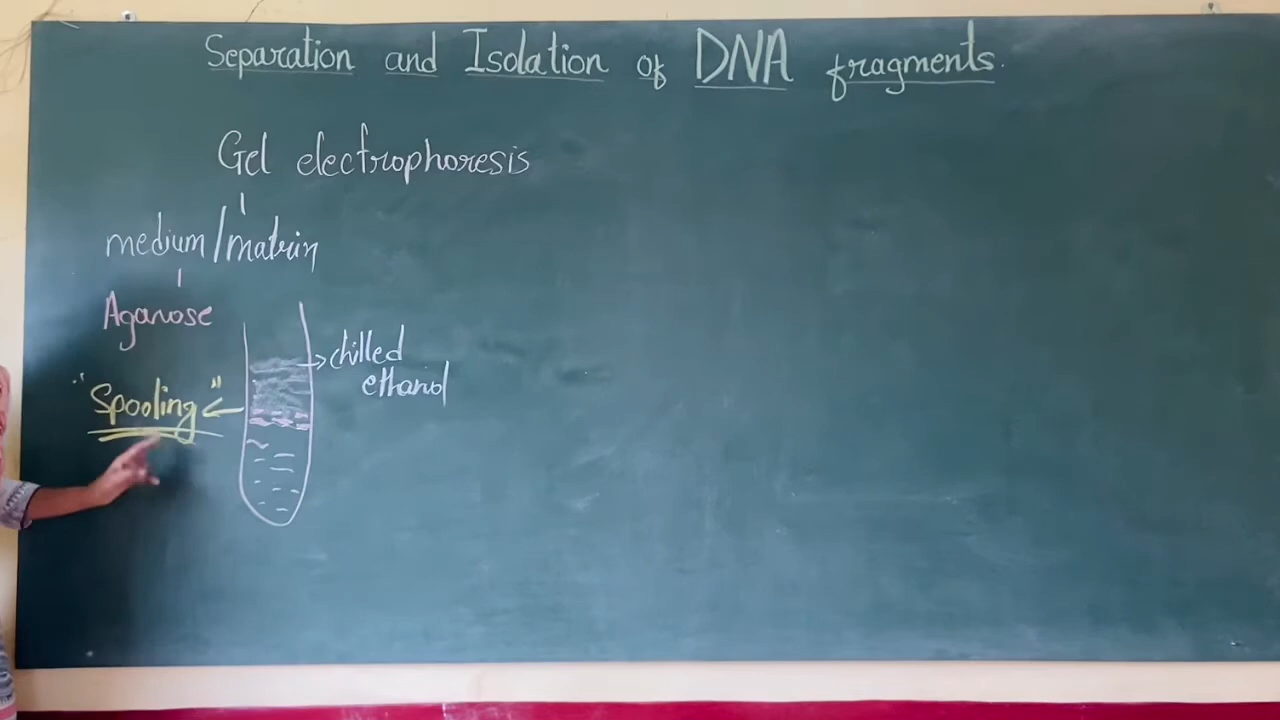 Separation and Isolation of DNA fragments.
Gel electrophoresis
medium/matrix
Agarose
chilled
ethanol
"Spooling"